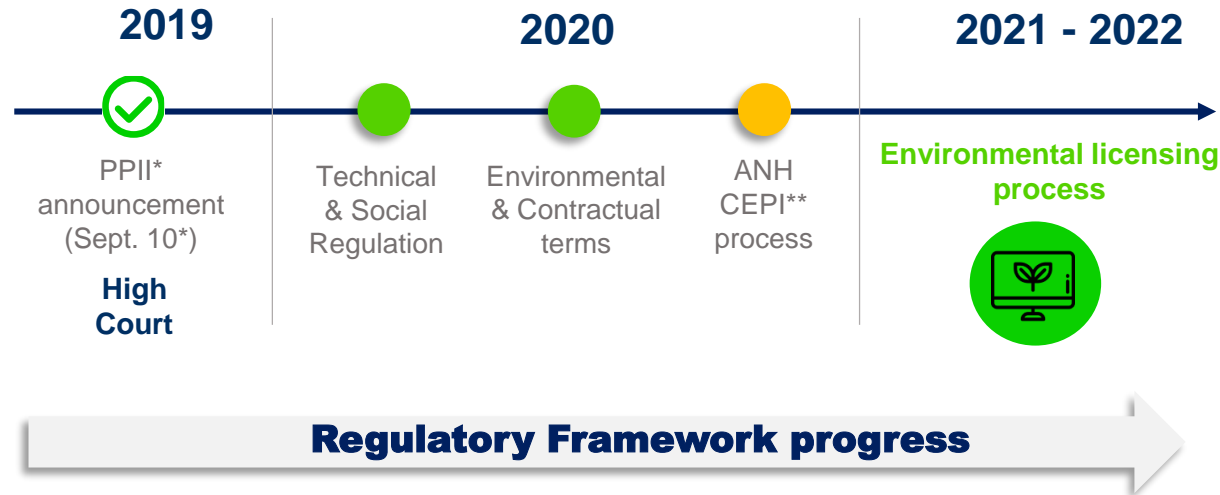 2019
2020
2021 - 2022
PPII*
announcement
(Sept. 10*)
High
Court
Technical
& Social
Regulation
Environmental
& Contractual
terms
ANH
CEPI**
process
Environmental licensing
process
Regulatory Framework progress